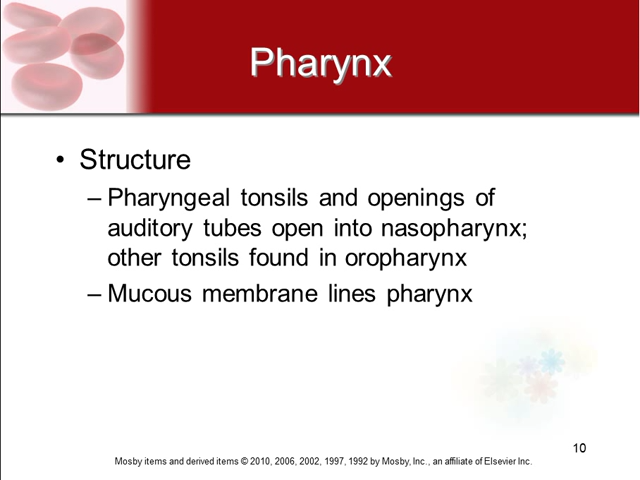 Pharynx
• Structure
– Pharyngeal tonsils and openings of
auditory tubes open into nasopharynx;
other tonsils found in oropharynx
– Mucous membrane lines pharynx
10
Mosby items and derived items © 2010, 2006, 2002, 1997, 1992 by Mosby, Inc., an affiliate of Elsevier Inc.